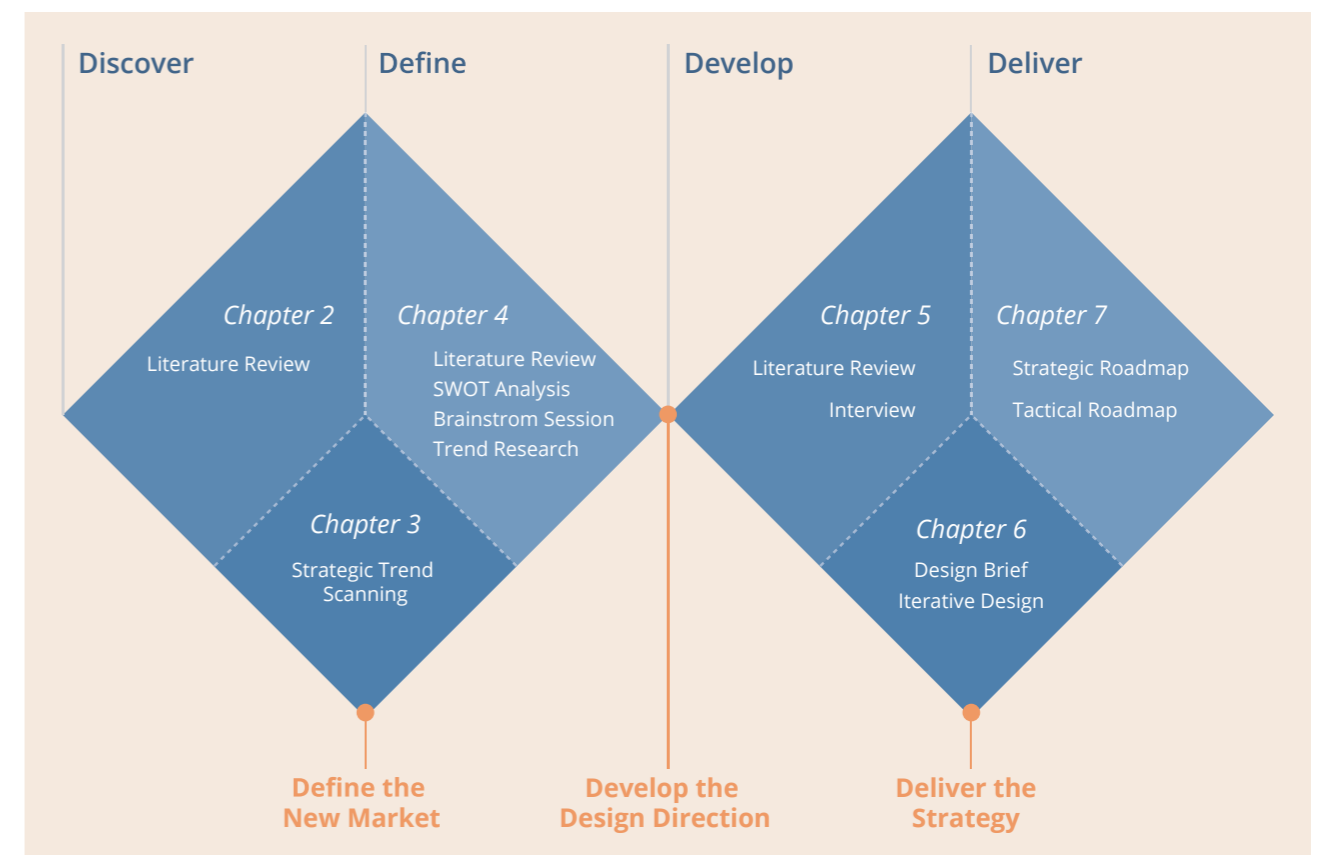 Discover
Define
Develop
Deliver
Chapter 2
Literature Review
Chapter 4
Literature Review
SWOT Analysis
Brainstrom Session
Trend Research
Chapter 3
Strategic Trend
Scanning
Chapter 5
Literature Review
Interview
Chapter 7
Strategic Roadmap
Tactical Roadmap
Chapter 6
Design Brief
Iterative Design
Define the
New Market
Develop the
Design Direction
Deliver the
Strategy